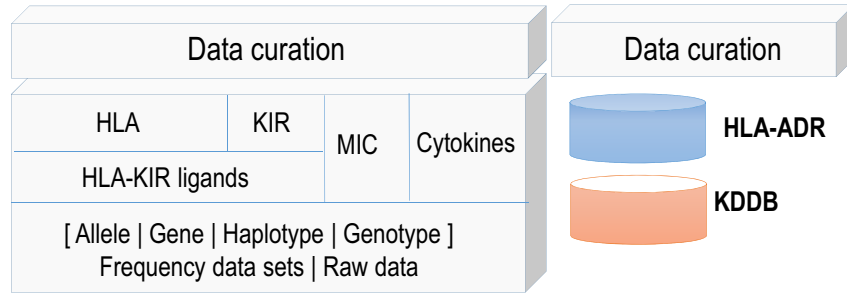 Data curation
Data curation
HLA
KIR
MIC
Cytokines
HLA-KIR ligands
[ Allele | Gene | Haplotype | Genotype ]
Frequency data sets | Raw data
HLA-ADR
KDDB